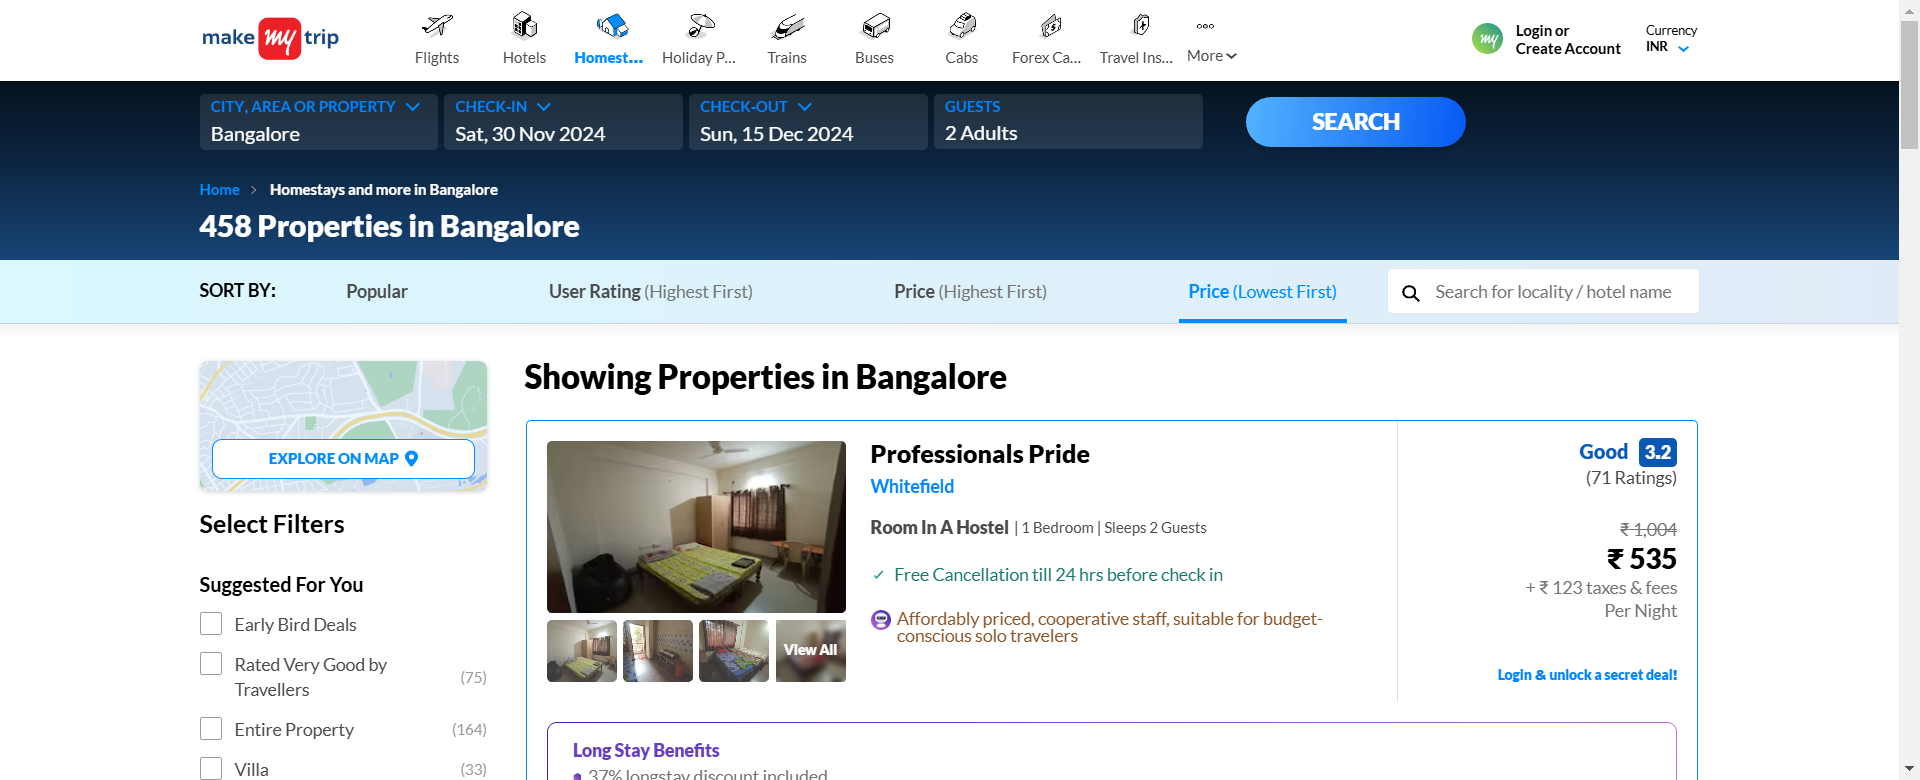 make my trip
Flights
Hotels
Homest...
Holiday P...
Trains
Buses
Cabs
Forex Ca...
Travel Ins...
More
my
Login or
Create Account
Currency
INR
CITY, AREA OR PROPERTY
Bangalore
CHECK-IN
Sat, 30 Nov 2024
CHECK-OUT
Sun, 15 Dec 2024
GUESTS
2 Adults
SEARCH
Home > Homestays and more in Bangalore
458 Properties in Bangalore
SORT BY:
Popular
User Rating (Highest First)
Price (Highest First)
Price (Lowest First)
Search for locality / hotel name
EXPLORE ON MAP
Select Filters
Suggested For You
Early Bird Deals
Rated Very Good by
Travellers (75)
Entire Property (164)
Villa (33)
Showing Properties in Bangalore
View All
Professionals Pride
Whitefield
Room In A Hostel | 1 Bedroom | Sleeps 2 Guests
Free Cancellation till 24 hrs before check in
Affordably priced, cooperative staff, suitable for budget-
conscious solo travelers
Good 3.2
(71 Ratings)
₹ 1,004
₹ 535
+ ₹ 123 taxes & fees
Per Night
Login & unlock a secret deal!
Long Stay Benefits
37% longstay discount included